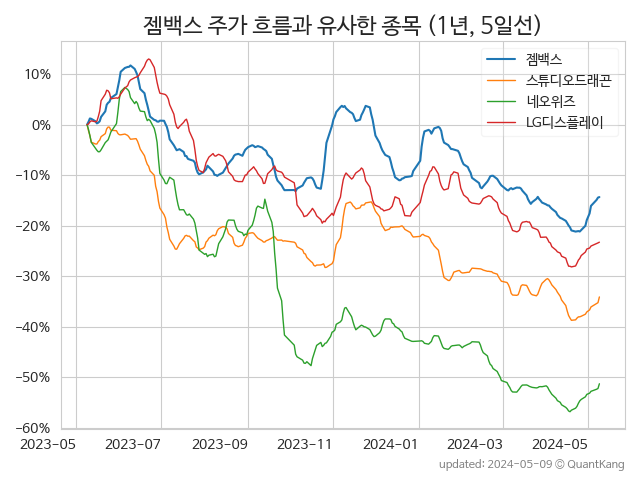 젬백스 주가 흐름과 유사한 종목 (1년, 5일선)
젬백스
스튜디오드래곤
네오위즈
LG디스플레이
10%
0%
−10%
−20%
−30%
−40%
−50%
−60%
2023-05
2023-07
2023-09
2023-11
2024-01
2024-03
2024-05
updated: 2024-05-09 © QuantKang